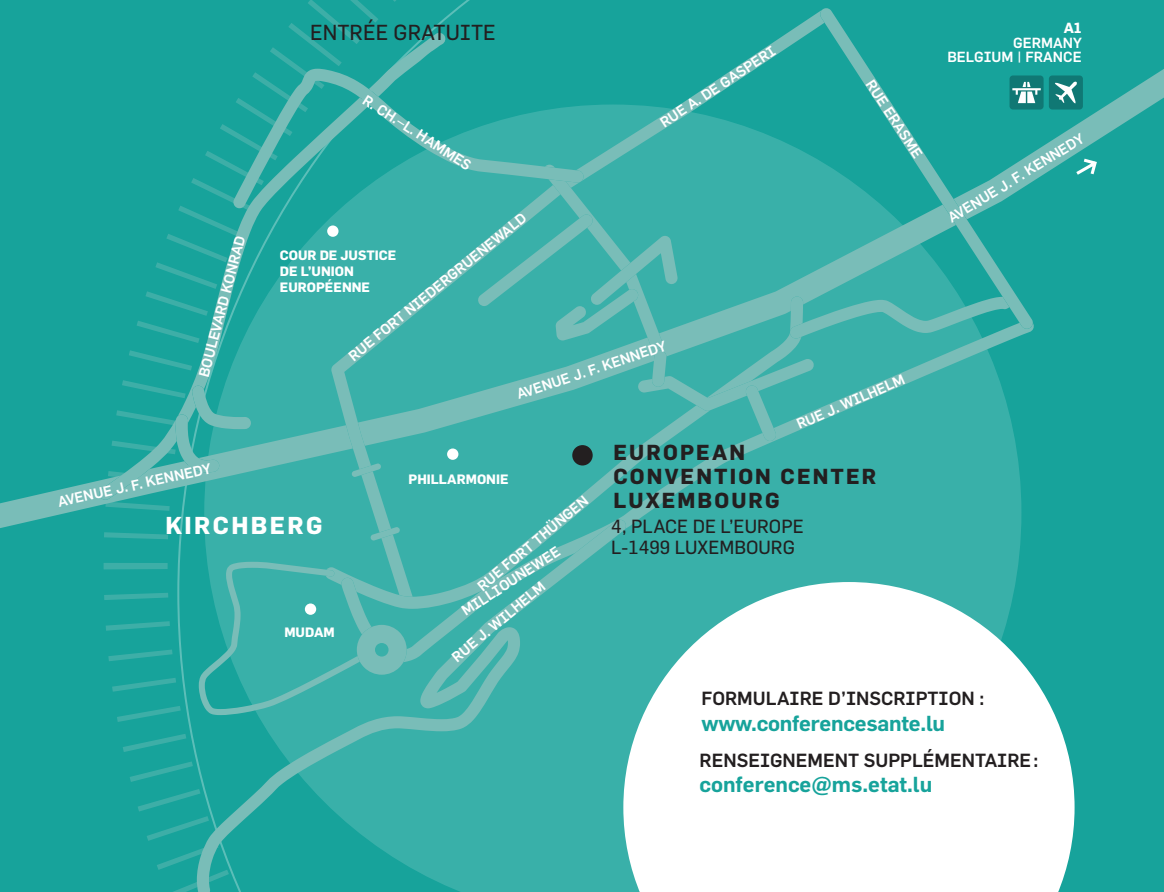 ENTRÉE GRATUITE
A1
GERMANY
BELGIUM | FRANCE
R. CH.-L. HAMMES
RUE A. DE GASPERI
RUE ERASME
AVENUE J. F. KENNEDY
BOULEVARD KONRAD
COUR DE JUSTICE
DE L'UNION
EUROPÉENNE
RUE FORT NIEDERGRUENEWALD
AVENUE J. F. KENNEDY
RUE J. WILHELM
PHILLARMONIE
EUROPEAN
CONVENTION CENTER
LUXEMBOURG
4, PLACE DE L'EUROPE
L-1499 LUXEMBOURG
AVENUE J. F. KENNEDY
KIRCHBERG
RUE FORT THÜNGEN
MILLIOUNEWEE
RUE J. WILHELM
MUDAM
FORMULAIRE D'INSCRIPTION :
www.conferencesante.lu
RENSEIGNEMENT SUPPLÉMENTAIRE :
conference@ms.etat.lu